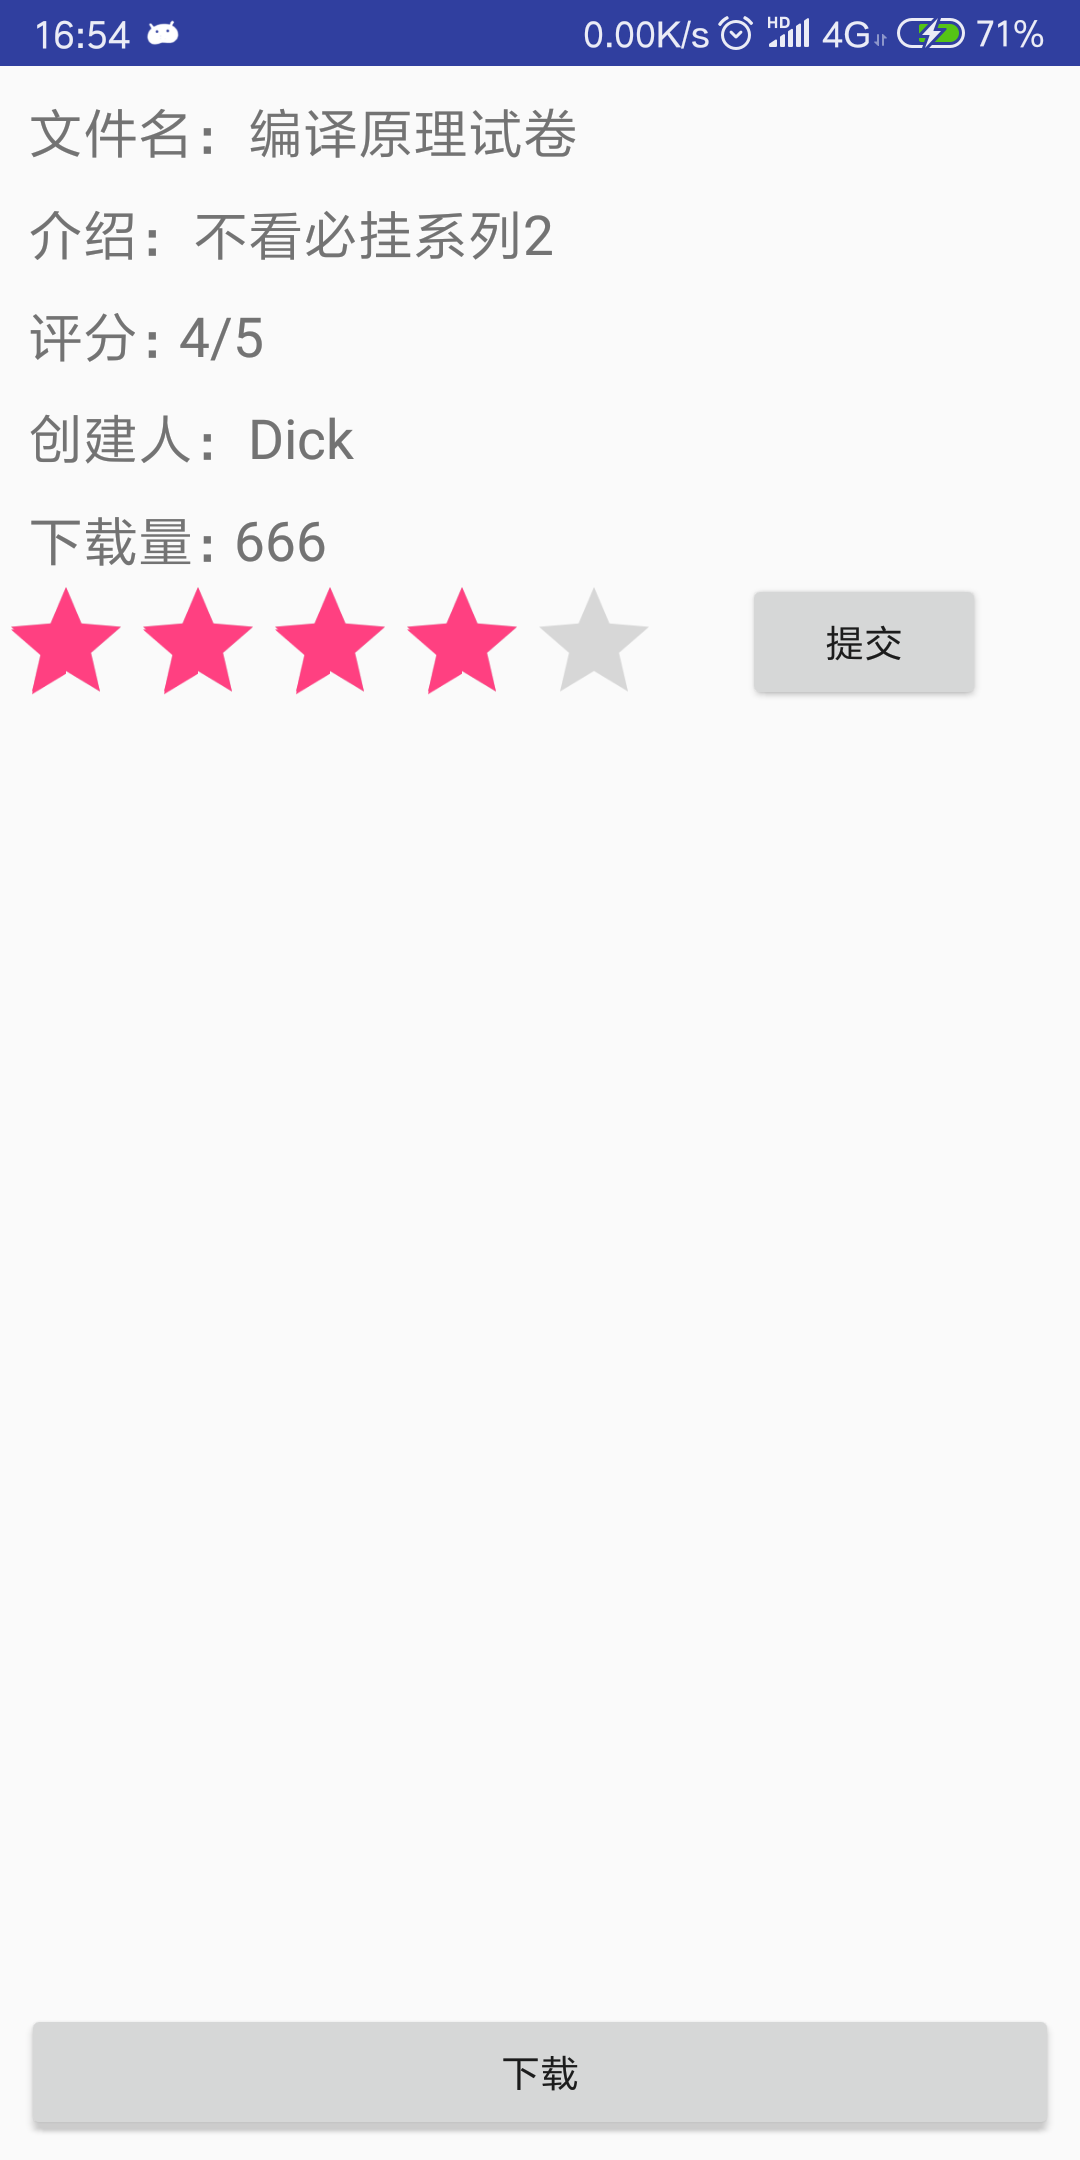 16:54 0.00K/s HD 4G 71%
文件名：编译原理试卷
介绍：不看必挂系列2
评分：4/5
创建人：Dick
下载量：666
提交
下载